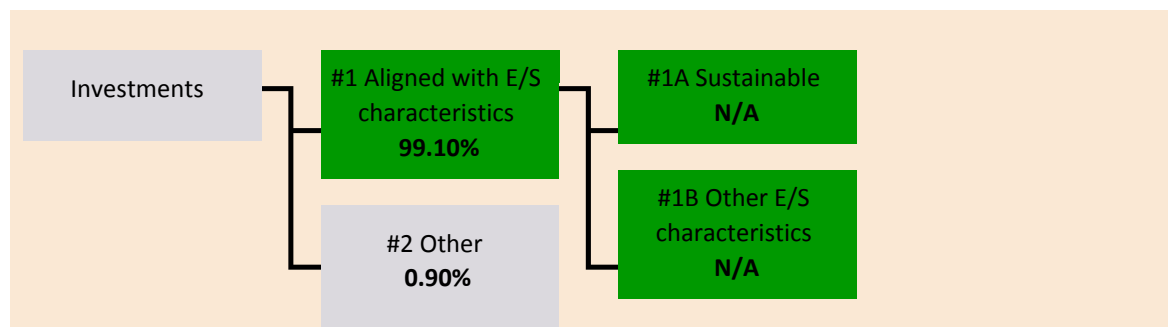 Investments
#1 Aligned with E/S
characteristics
99.10%
#2 Other
0.90%
#1A Sustainable
N/A
#1B Other E/S
characteristics
N/A